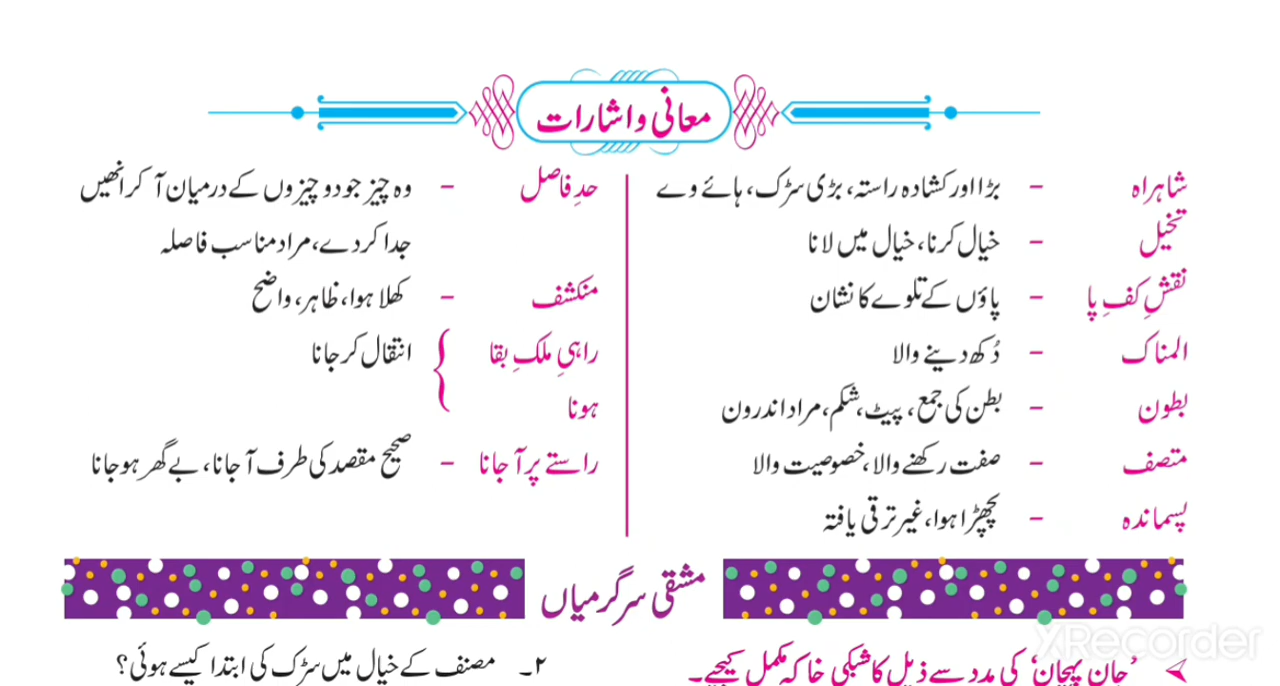 معانی و اشارات
شاہراہ - بڑا اور کشادہ راستہ، بڑی سڑک، ہائے وے
تخیل - خیال کرنا، خیال میں لانا
نقشِ کفِ پا - پاؤں کے تلوے کا نشان
المناک - دُکھ دینے والا
بطون - بطن کی جمع، پیٹ، شکم، مراد اندرون
متصف - صفت رکھنے والا، خصوصیت والا
پسماندہ - پچھڑا ہوا، غیر ترقی یافتہ
حدِ فاصل - وہ چیز جو دو چیزوں کے درمیان آ کر انھیں
جدا کر دے، مراد مناسب فاصلہ
منکشف - کھلا ہوا، ظاہر، واضح
راہیِ ملکِ بقا } انتقال کر جانا
ہونا
راستے پر آ جانا - صحیح مقصد کی طرف آ جانا، بے گھر ہو جانا
مشقی سرگرمیاں
’جان پہچان‘ کی مدد سے ذیل کا شبکی خاکہ مکمل کیجیے۔
۲۔ مصنف کے خیال میں سڑک کی ابتدا کیسے ہوئی؟
XRecorder